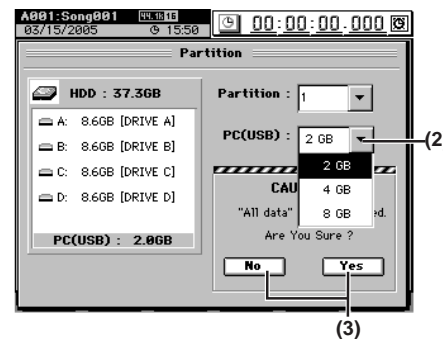 A001:Song001 44.1k 16
03/15/2005 15:50
00:00:00.000
Partition
HDD : 37.3GB
A: 8.6GB [DRIVE A]
B: 8.6GB [DRIVE B]
C: 8.6GB [DRIVE C]
D: 8.6GB [DRIVE D]
PC(USB) : 2.0GB
Partition : 1
PC(USB) : 2 GB
2 GB
4 GB
8 GB
CAU
"All data" ed.
Are You Sure ?
No Yes
(2
(3)